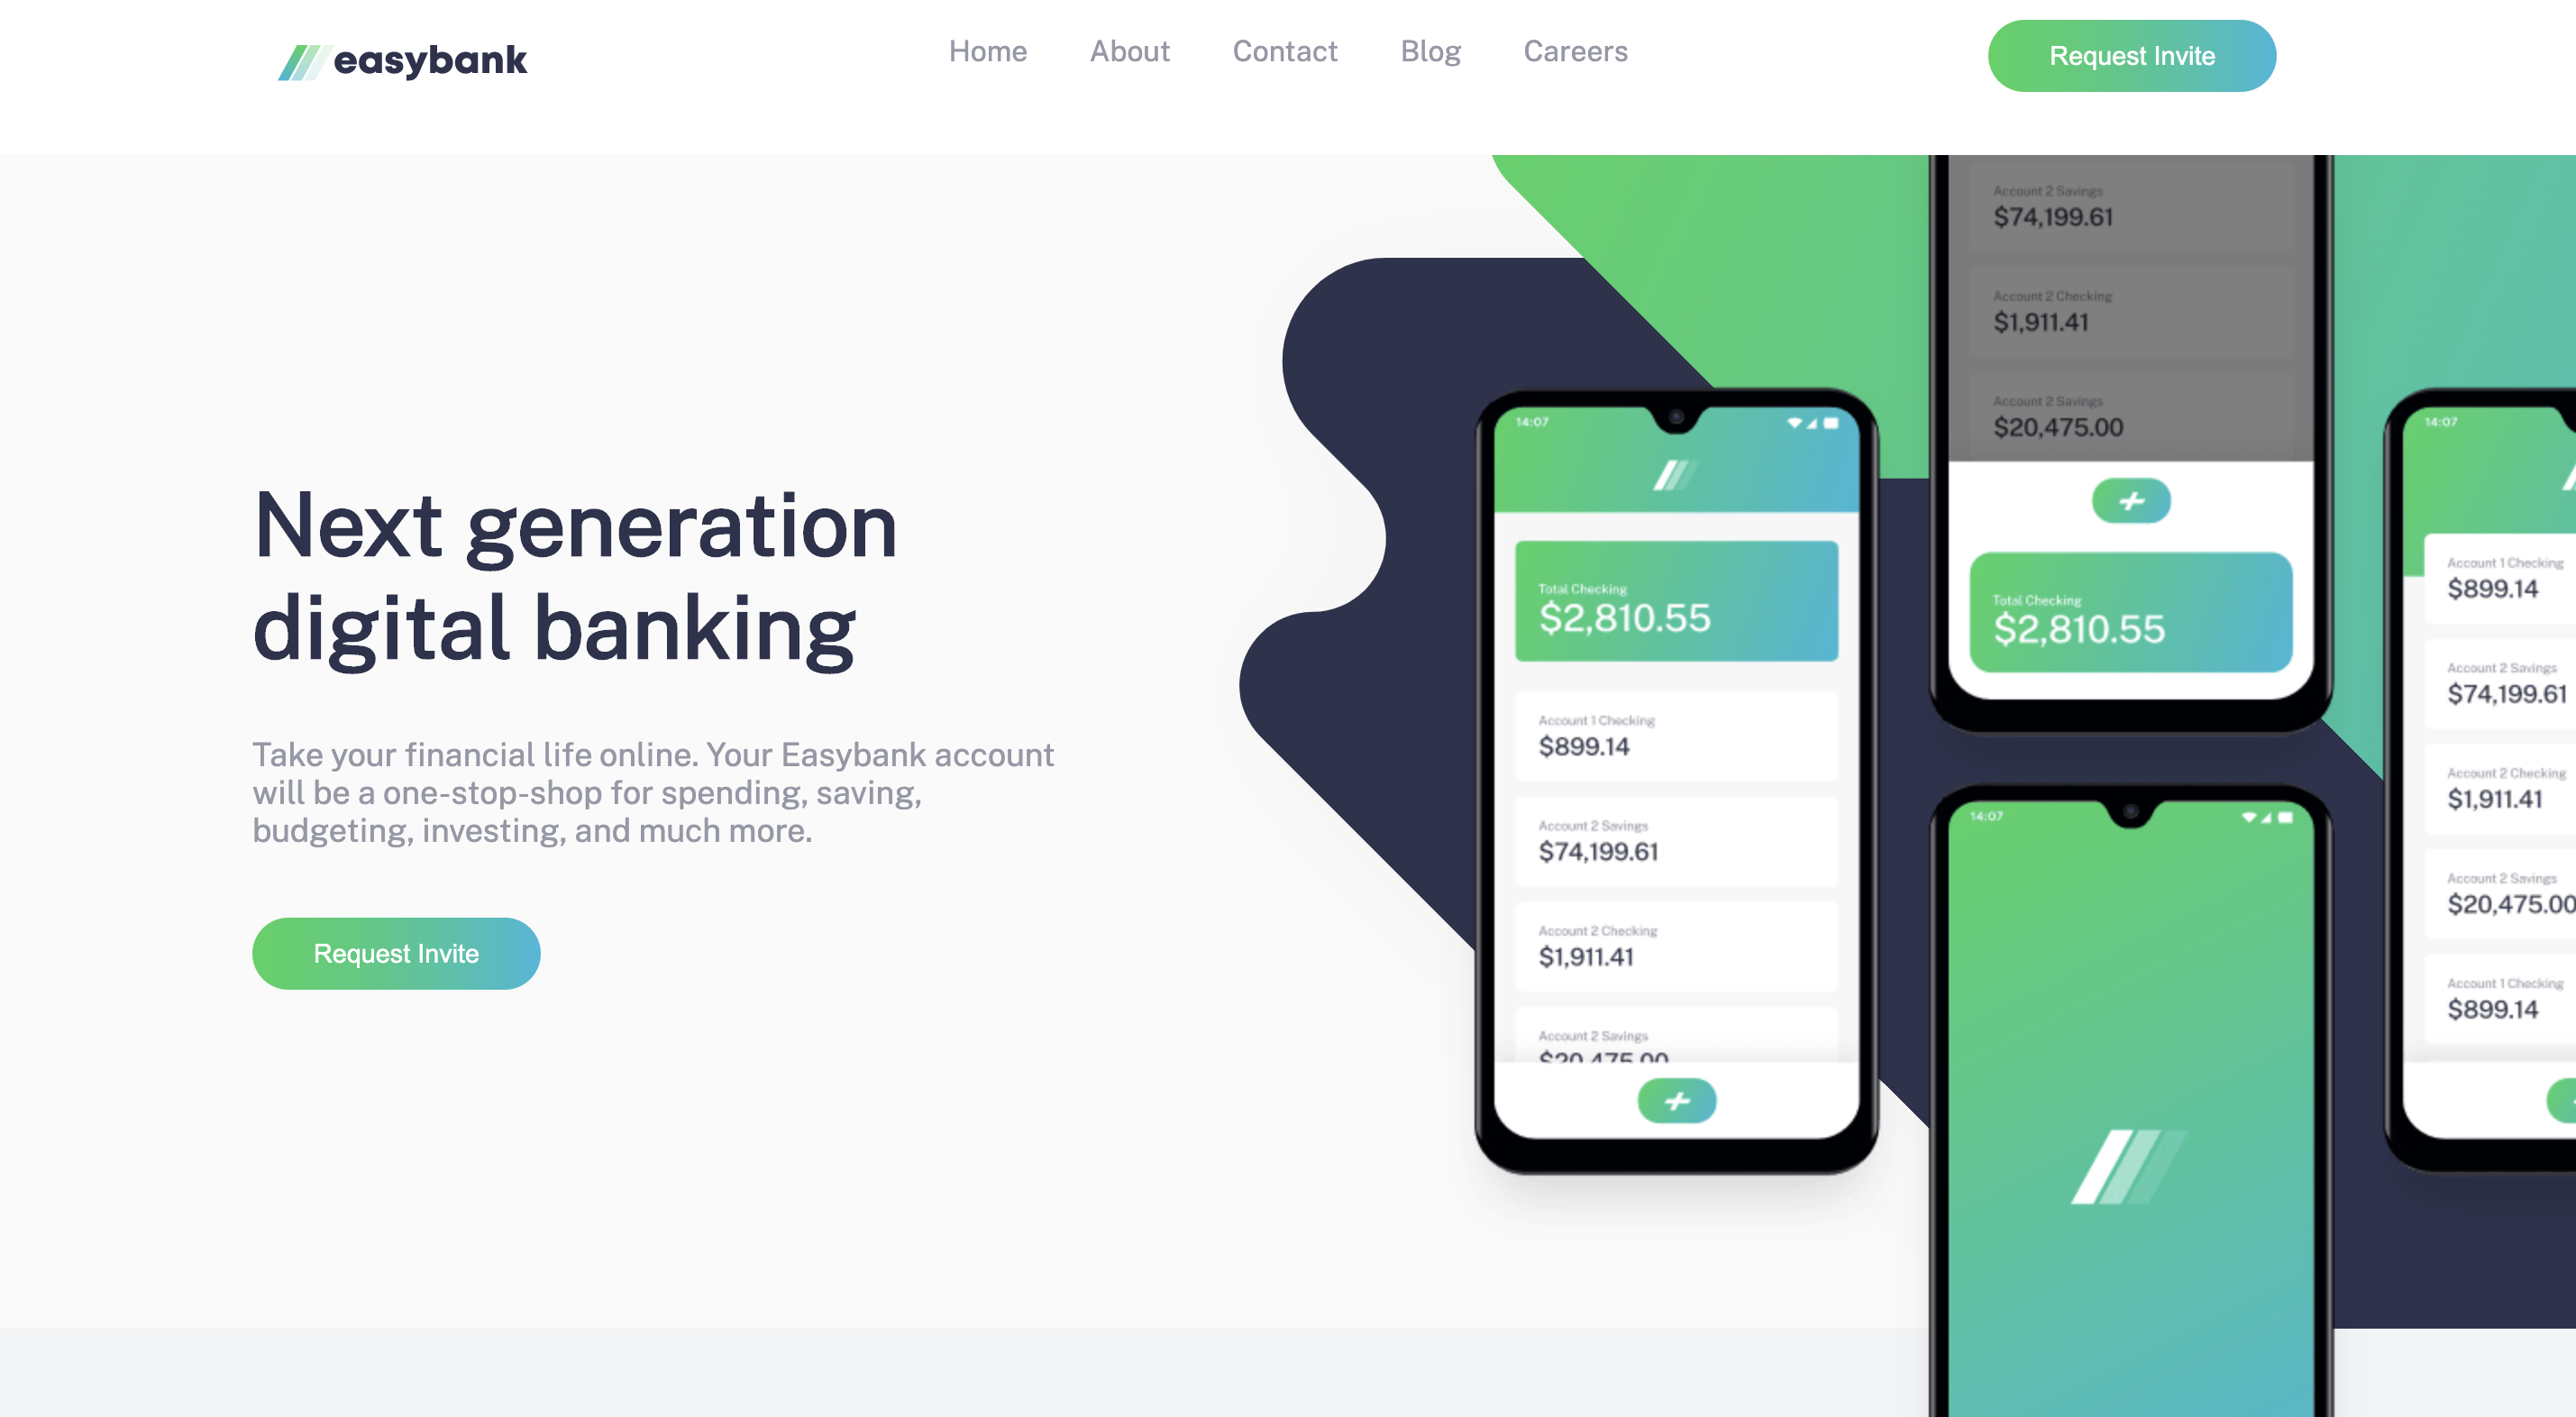 easybank
Home
About
Contact
Blog
Careers
Request Invite
Next generation
digital banking
Take your financial life online. Your Easybank account
will be a one-stop-shop for spending, saving,
budgeting, investing, and much more.
Request Invite
14:07
Total Checking
$2,810.55
Account 1 Checking
$899.14
Account 2 Savings
$74,199.61
Account 2 Checking
$1,911.41
Account 2 Savings
$20,475.00
Account 2 Savings
$74,199.61
Account 2 Checking
$1,911.41
Account 2 Savings
$20,475.00
Total Checking
$2,810.55
14:07
14:07
Account 1 Checking
$899.14
Account 2 Savings
$74,199.61
Account 2 Checking
$1,911.41
Account 2 Savings
$20,475.00
Account 1 Checking
$899.14